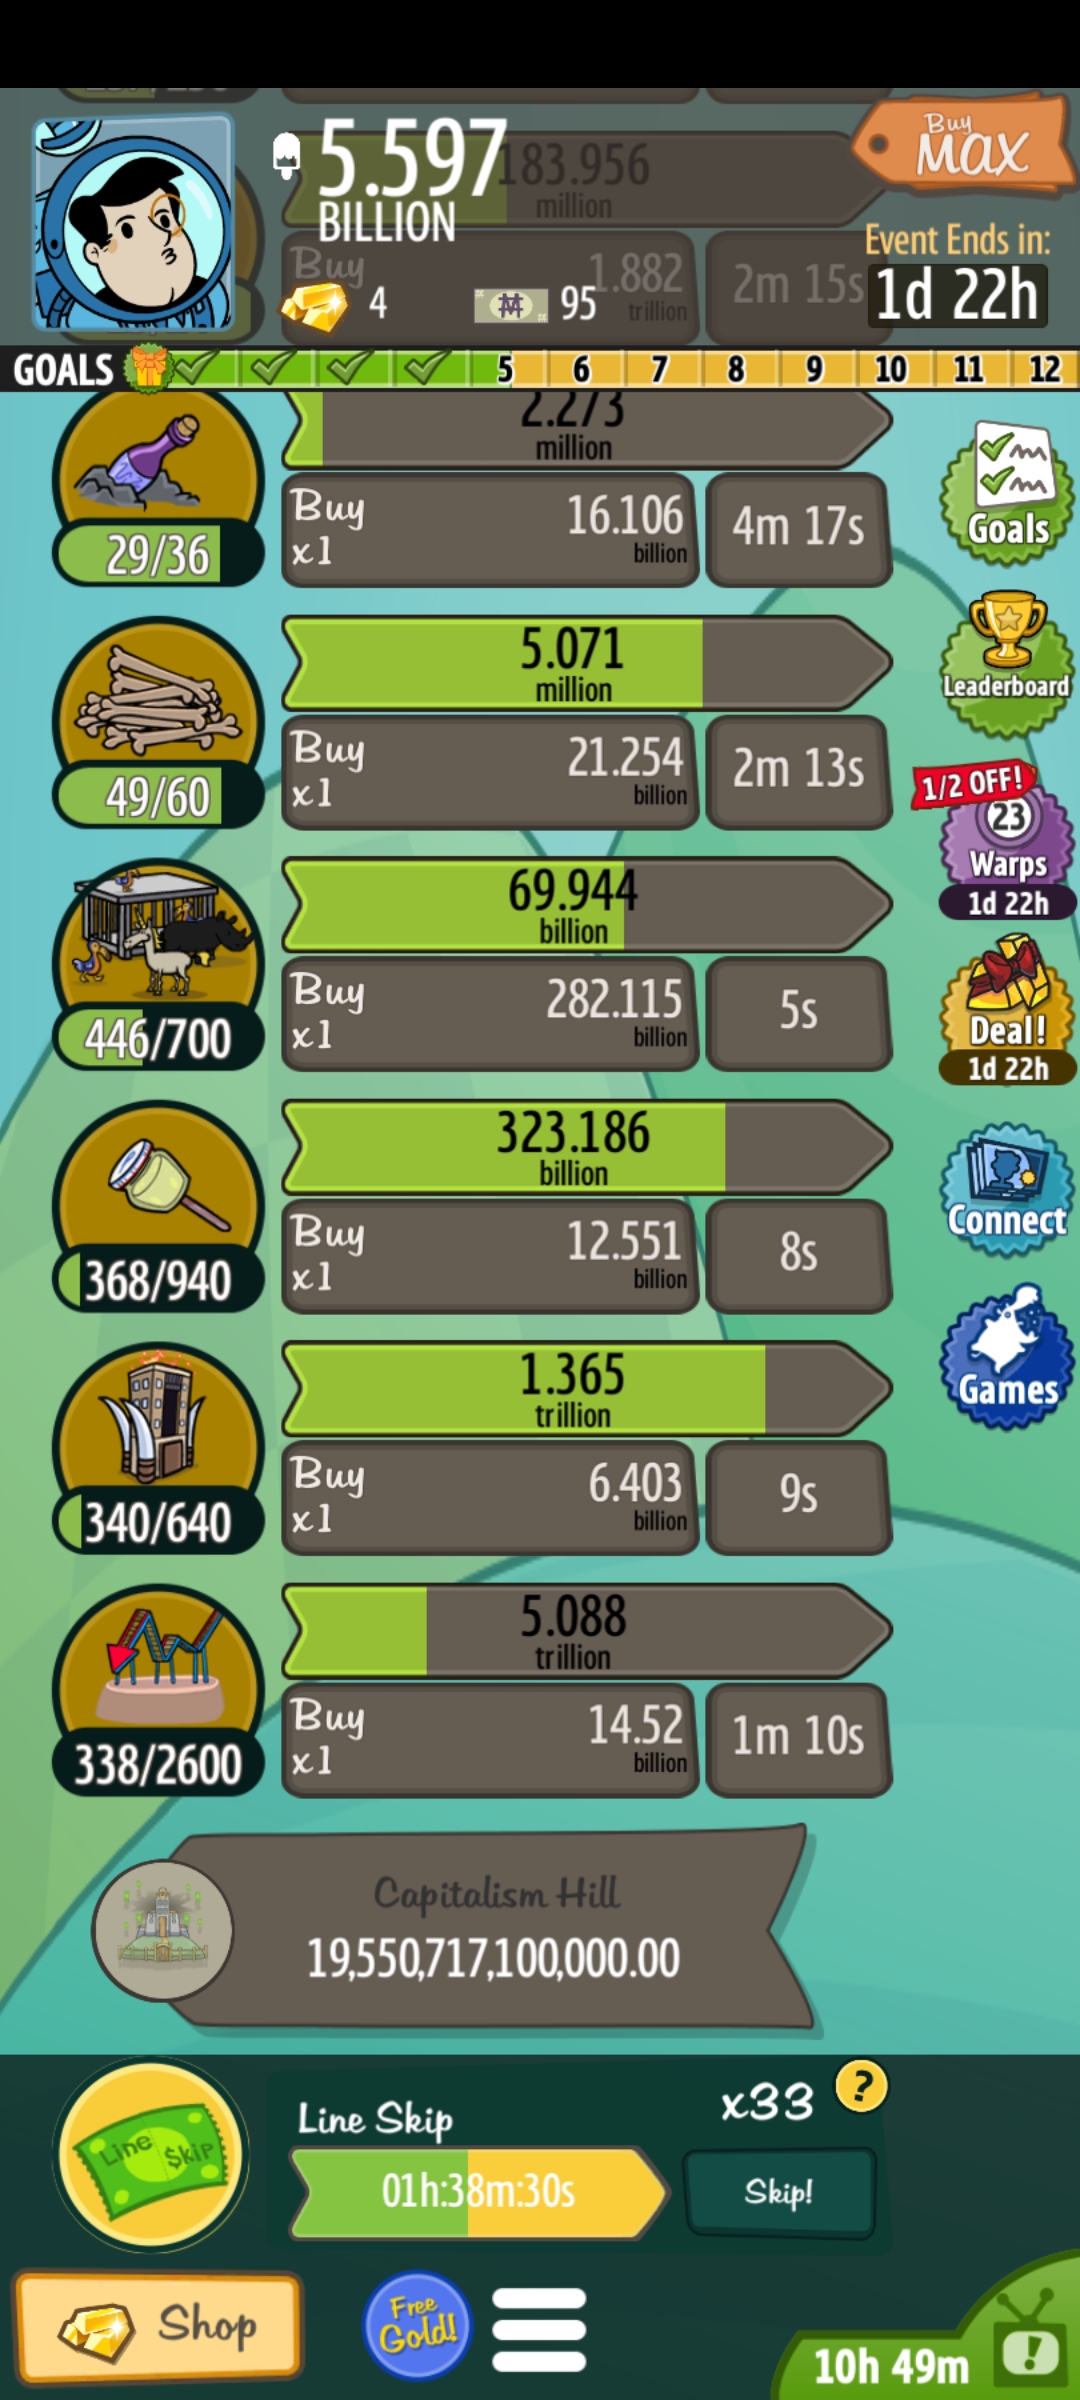 5.597
BILLION
183.956
million
Buy
MAX
Event Ends in:
1d 22h
Buy
1.882
trillion
2m 15s
4
95
GOALS
5
6
7
8
9
10
11
12
2.273
million
29/36
Buy
x1
16.106
billion
4m 17s
Goals
5.071
million
49/60
Buy
x1
21.254
billion
2m 13s
Leaderboard
1/2 OFF!
23
Warps
1d 22h
69.944
billion
446/700
Buy
x1
282.115
billion
5s
Deal!
1d 22h
323.186
billion
368/940
Buy
x1
12.551
billion
8s
Connect
1.365
trillion
340/640
Buy
x1
6.403
billion
9s
Games
5.088
trillion
338/2600
Buy
x1
14.52
billion
1m 10s
Capitalism Hill
19,550,717,100,000.00
Line $kip
Line Skip
x33
?
01h:38m:30s
Skip!
Shop
Free
Gold!
10h 49m
!